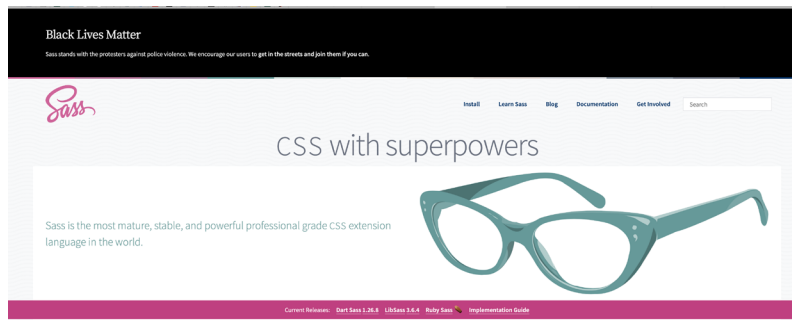 Black Lives Matter
Sass stands with the protesters against police violence. We encourage our users to get in the streets and join them if you can.
Sass
Install Learn Sass Blog Documentation Get Involved Search
CSS with superpowers
Sass is the most mature, stable, and powerful professional grade CSS extension
language in the world.
Current Releases: Dart Sass 1.26.8 LibSass 3.6.4 Ruby Sass Implementation Guide